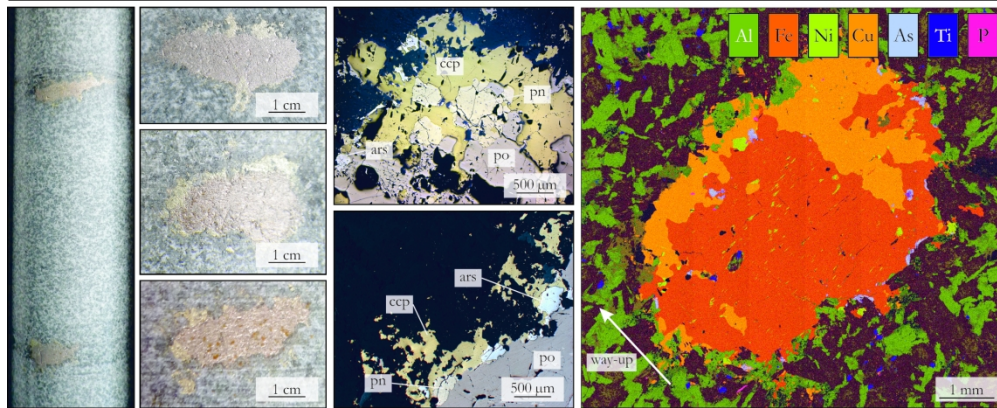 1 cm
1 cm
1 cm
ccp
pn
ars
po
500 µm
ars
ccp
po
pn
500 µm
Al Fe Ni Cu As Ti P
way-up
1 mm